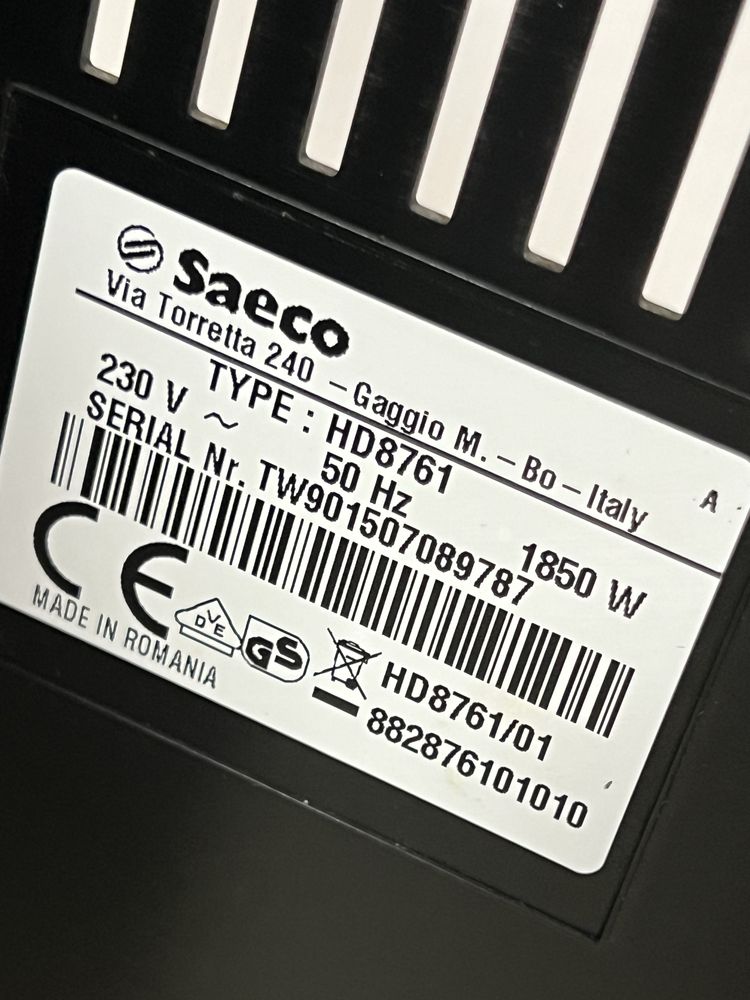 Saeco
Via Torretta 240 – Gaggio M. – Bo – Italy
A
TYPE : HD8761
230 V ~ 50 Hz 1850 W
SERIAL Nr. TW901507089787
CE
DVE
GS
MADE IN ROMANIA
HD8761/01
882876101010